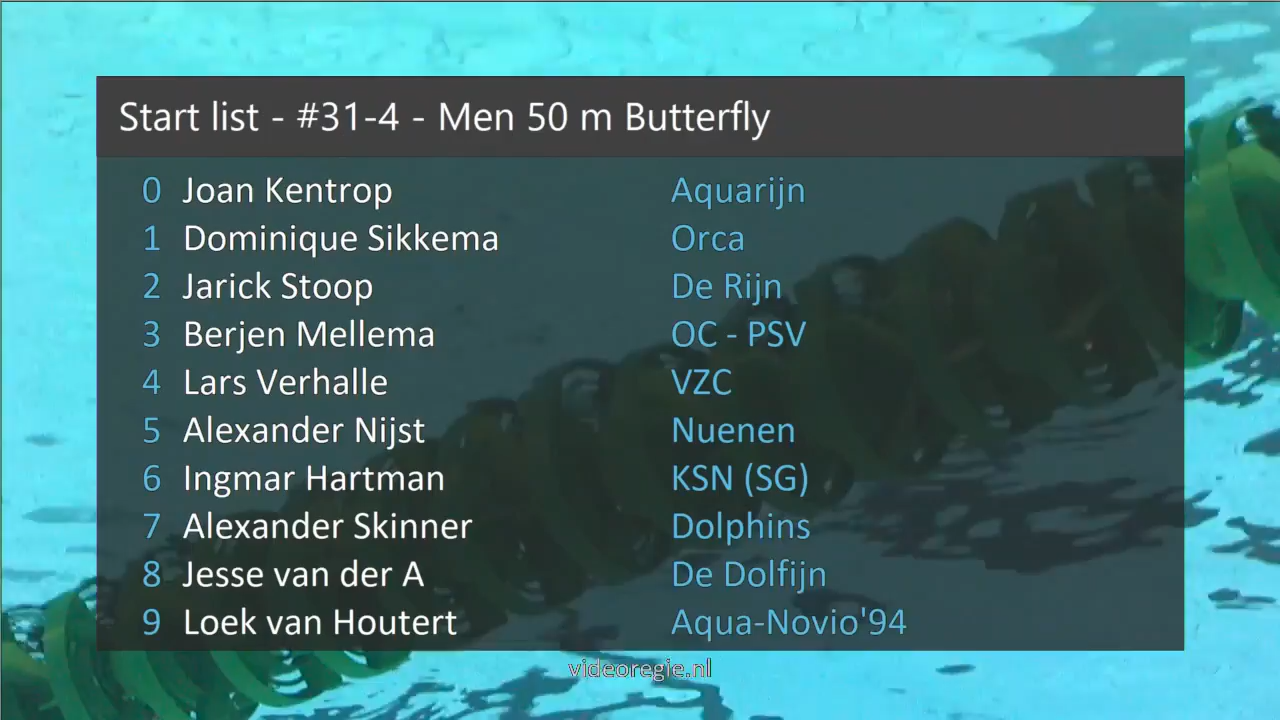 Start list - #31-4 - Men 50 m Butterfly
0 Joan Kentrop Aquarijn
1 Dominique Sikkema Orca
2 Jarick Stoop De Rijn
3 Berjen Mellema OC - PSV
4 Lars Verhalle VZC
5 Alexander Nijst Nuenen
6 Ingmar Hartman KSN (SG)
7 Alexander Skinner Dolphins
8 Jesse van der A De Dolfijn
9 Loek van Houtert Aqua-Novio'94
videoregie.nl